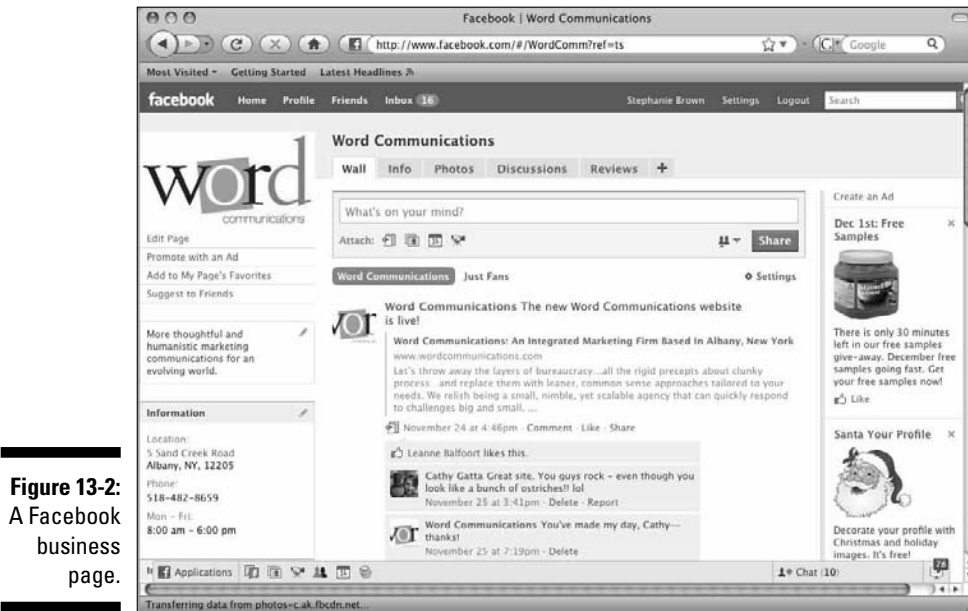 Facebook | Word Communications
http://www.facebook.com/#/WordComm?ref=ts
Google
Most Visited Getting Started Latest Headlines
facebook Home Profile Friends Inbox 16 Stephanie Brown Settings Logout Search
word
communications
Edit Page
Promote with an Ad
Add to My Page's Favorites
Suggest to Friends
More thoughtful and
humanistic marketing
communications for an
evolving world.
Information
Location:
5 Sand Creek Road
Albany, NY, 12205
Phone:
518-482-8659
Mon - Fri:
8:00 am - 6:00 pm
Word Communications
Wall Info Photos Discussions Reviews +
What's on your mind?
Attach: Share
Word Communications Just Fans Settings
Word Communications The new Word Communications website
is live!
Word Communications: An Integrated Marketing Firm Based In Albany, New York
www.wordcommunications.com
Let's throw away the layers of bureaucracy...all the rigid precepts about clunky
process...and replace them with leaner, common sense approaches tailored to your
needs. We relish being a small, nimble, yet scalable agency that can quickly respond
to challenges big and small. ...
November 24 at 4:46pm · Comment · Like · Share
Leanne Balfoort likes this.
Cathy Gatta Great site. You guys rock – even though you
look like a bunch of ostriches!! lol
November 25 at 3:41pm · Delete · Report
Word Communications You've made my day, Cathy--
thanks!
November 25 at 7:19pm · Delete
Create an Ad
Dec 1st: Free
Samples
There is only 30 minutes
left in our free samples
give-away. December free
samples going fast. Get
your free samples now!
Like
Santa Your Profile
Decorate your profile with
Christmas and holiday
images. It's free!
Applications Chat (10) 78
Transferring data from photos-c.ak.fbcdn.net...
Figure 13-2:
A Facebook
business
page.